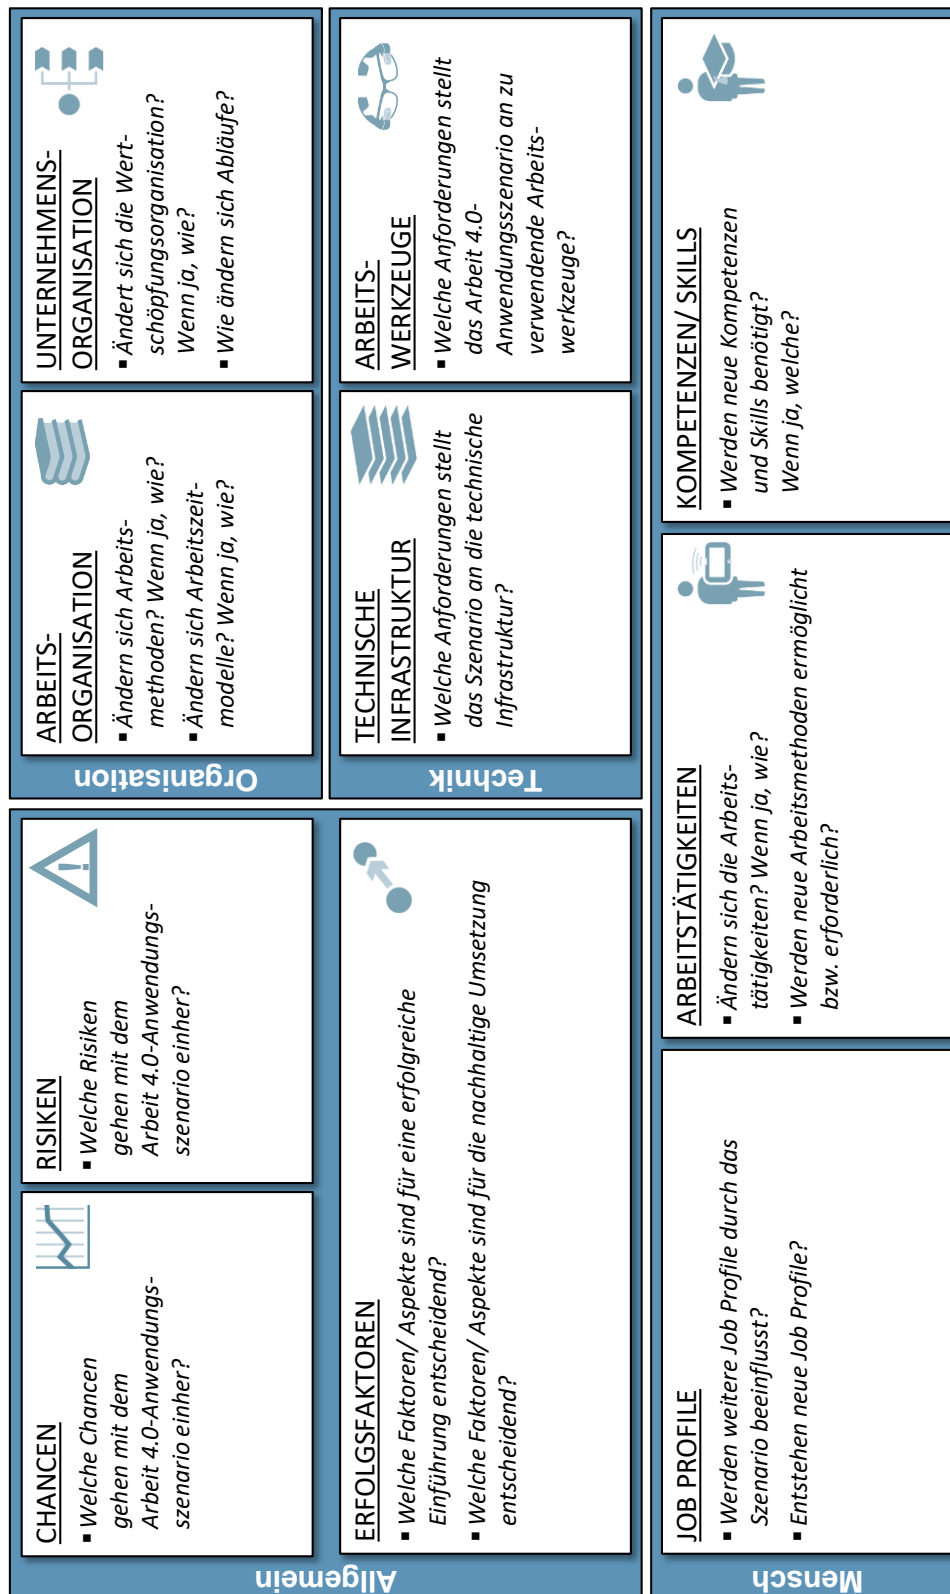 Allgemein
CHANCEN
▪ Welche Chancen
gehen mit dem
Arbeit 4.0-Anwendungs-
szenario einher?
RISIKEN
▪ Welche Risiken
gehen mit dem
Arbeit 4.0-Anwendungs-
szenario einher?
ERFOLGSFAKTOREN
▪ Welche Faktoren/ Aspekte sind für eine erfolgreiche
Einführung entscheidend?
▪ Welche Faktoren/ Aspekte sind für die nachhaltige Umsetzung
entscheidend?
Organisation
ARBEITS-
ORGANISATION
▪ Ändern sich Arbeits-
methoden? Wenn ja, wie?
▪ Ändern sich Arbeitszeit-
modelle? Wenn ja, wie?
UNTERNEHMENS-
ORGANISATION
▪ Ändert sich die Wert-
schöpfungsorganisation?
Wenn ja, wie?
▪ Wie ändern sich Abläufe?
Technik
TECHNISCHE
INFRASTRUKTUR
▪ Welche Anforderungen stellt
das Szenario an die technische
Infrastruktur?
ARBEITS-
WERKZEUGE
▪ Welche Anforderungen stellt
das Arbeit 4.0-
Anwendungsszenario an zu
verwendende Arbeits-
werkzeuge?
Mensch
JOB PROFILE
▪ Werden weitere Job Profile durch das
Szenario beeinflusst?
▪ Entstehen neue Job Profile?
ARBEITSTÄTIGKEITEN
▪ Ändern sich die Arbeits-
tätigkeiten? Wenn ja, wie?
▪ Werden neue Arbeitsmethoden ermöglicht
bzw. erforderlich?
KOMPETENZEN/ SKILLS
▪ Werden neue Kompetenzen
und Skills benötigt?
Wenn ja, welche?